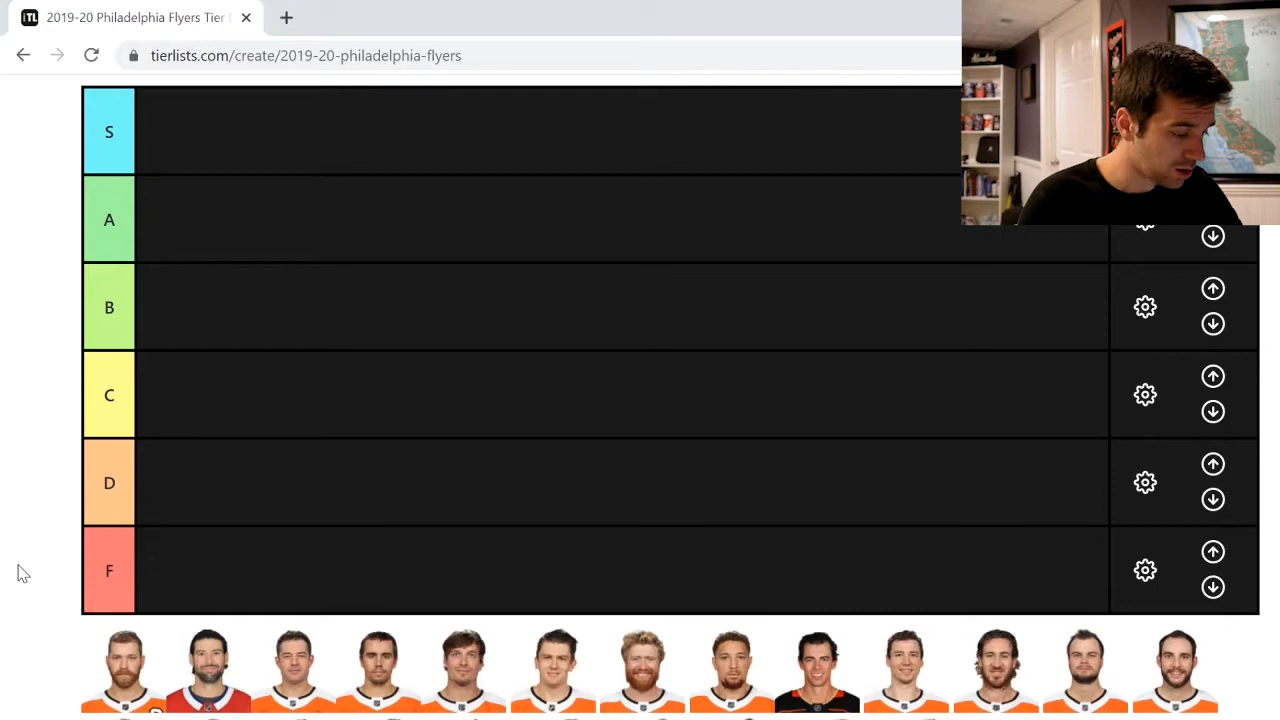 2019-20 Philadelphia Flyers Tier
tierlists.com/create/2019-20-philadelphia-flyers
S
A
B
C
D
F